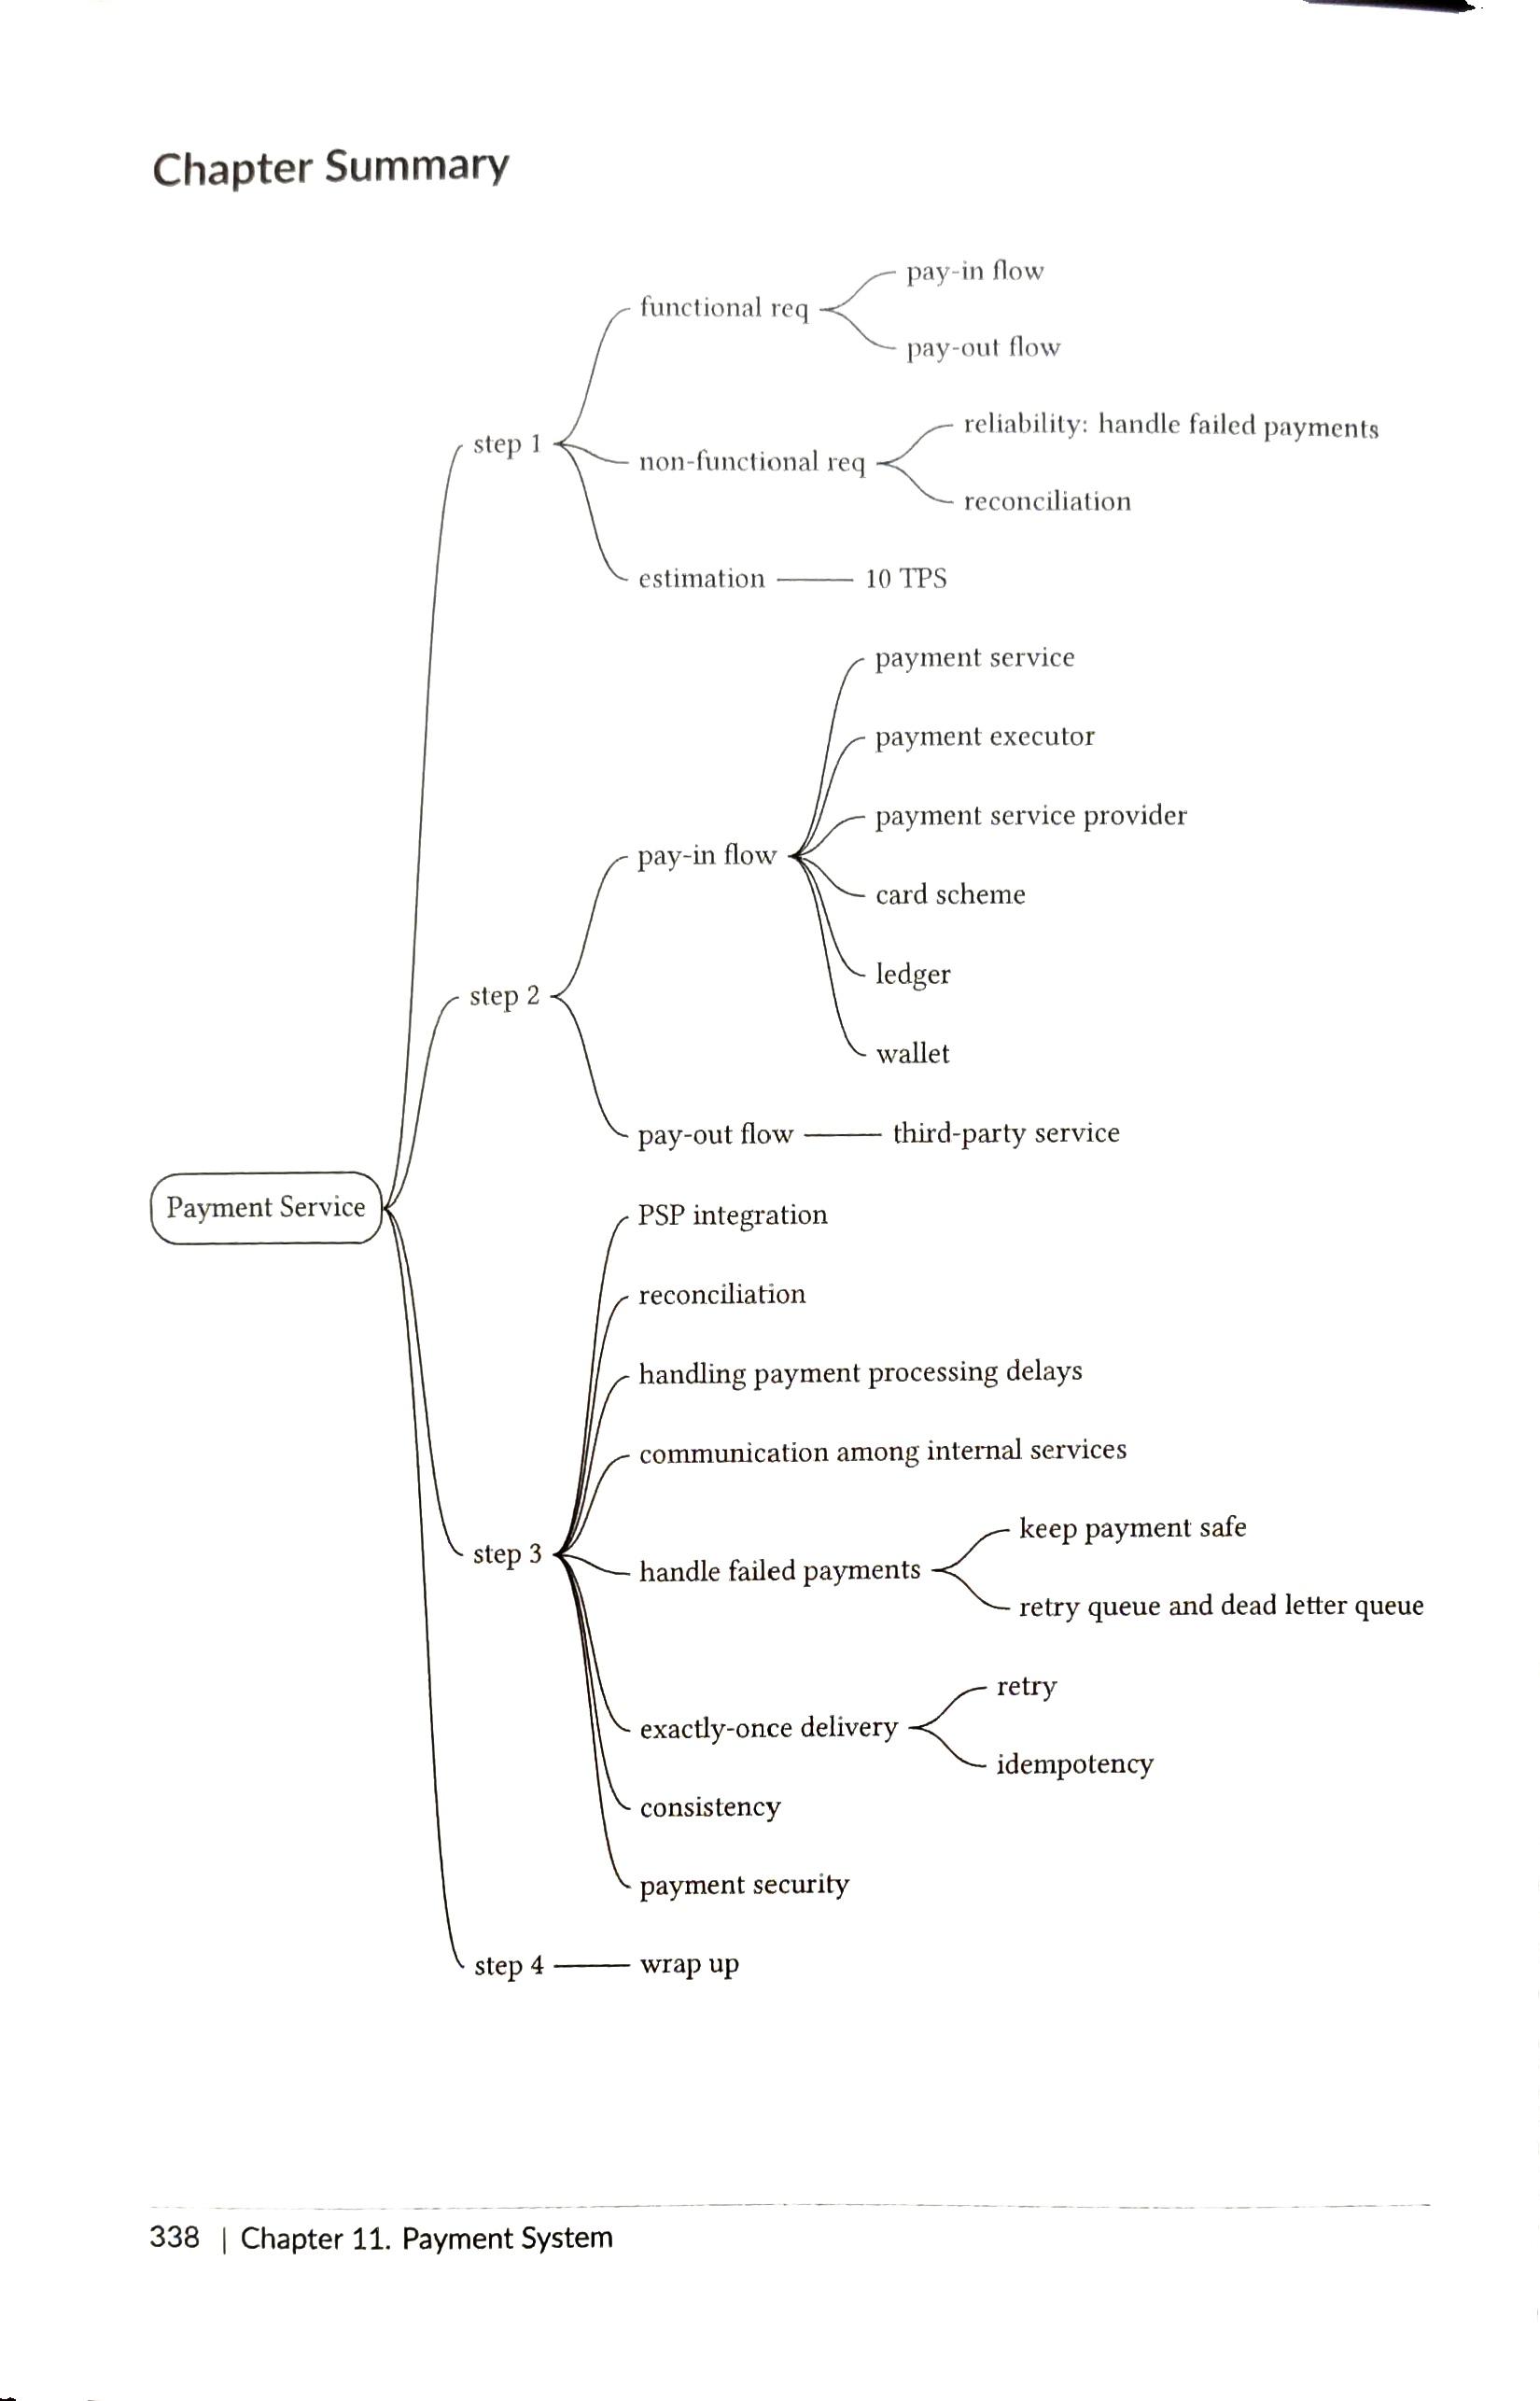 Chapter Summary
pay-in flow
functional req
pay-out flow
reliability: handle failed payments
step 1
non-functional req
reconciliation
estimation
10 TPS
payment service
payment executor
payment service provider
pay-in flow
card scheme
ledger
step 2
wallet
pay-out flow
third-party service
Payment Service
PSP integration
reconciliation
handling payment processing delays
communication among internal services
keep payment safe
step 3
handle failed payments
retry queue and dead letter queue
retry
exactly-once delivery
idempotency
consistency
payment security
step 4
wrap up
338 | Chapter 11. Payment System